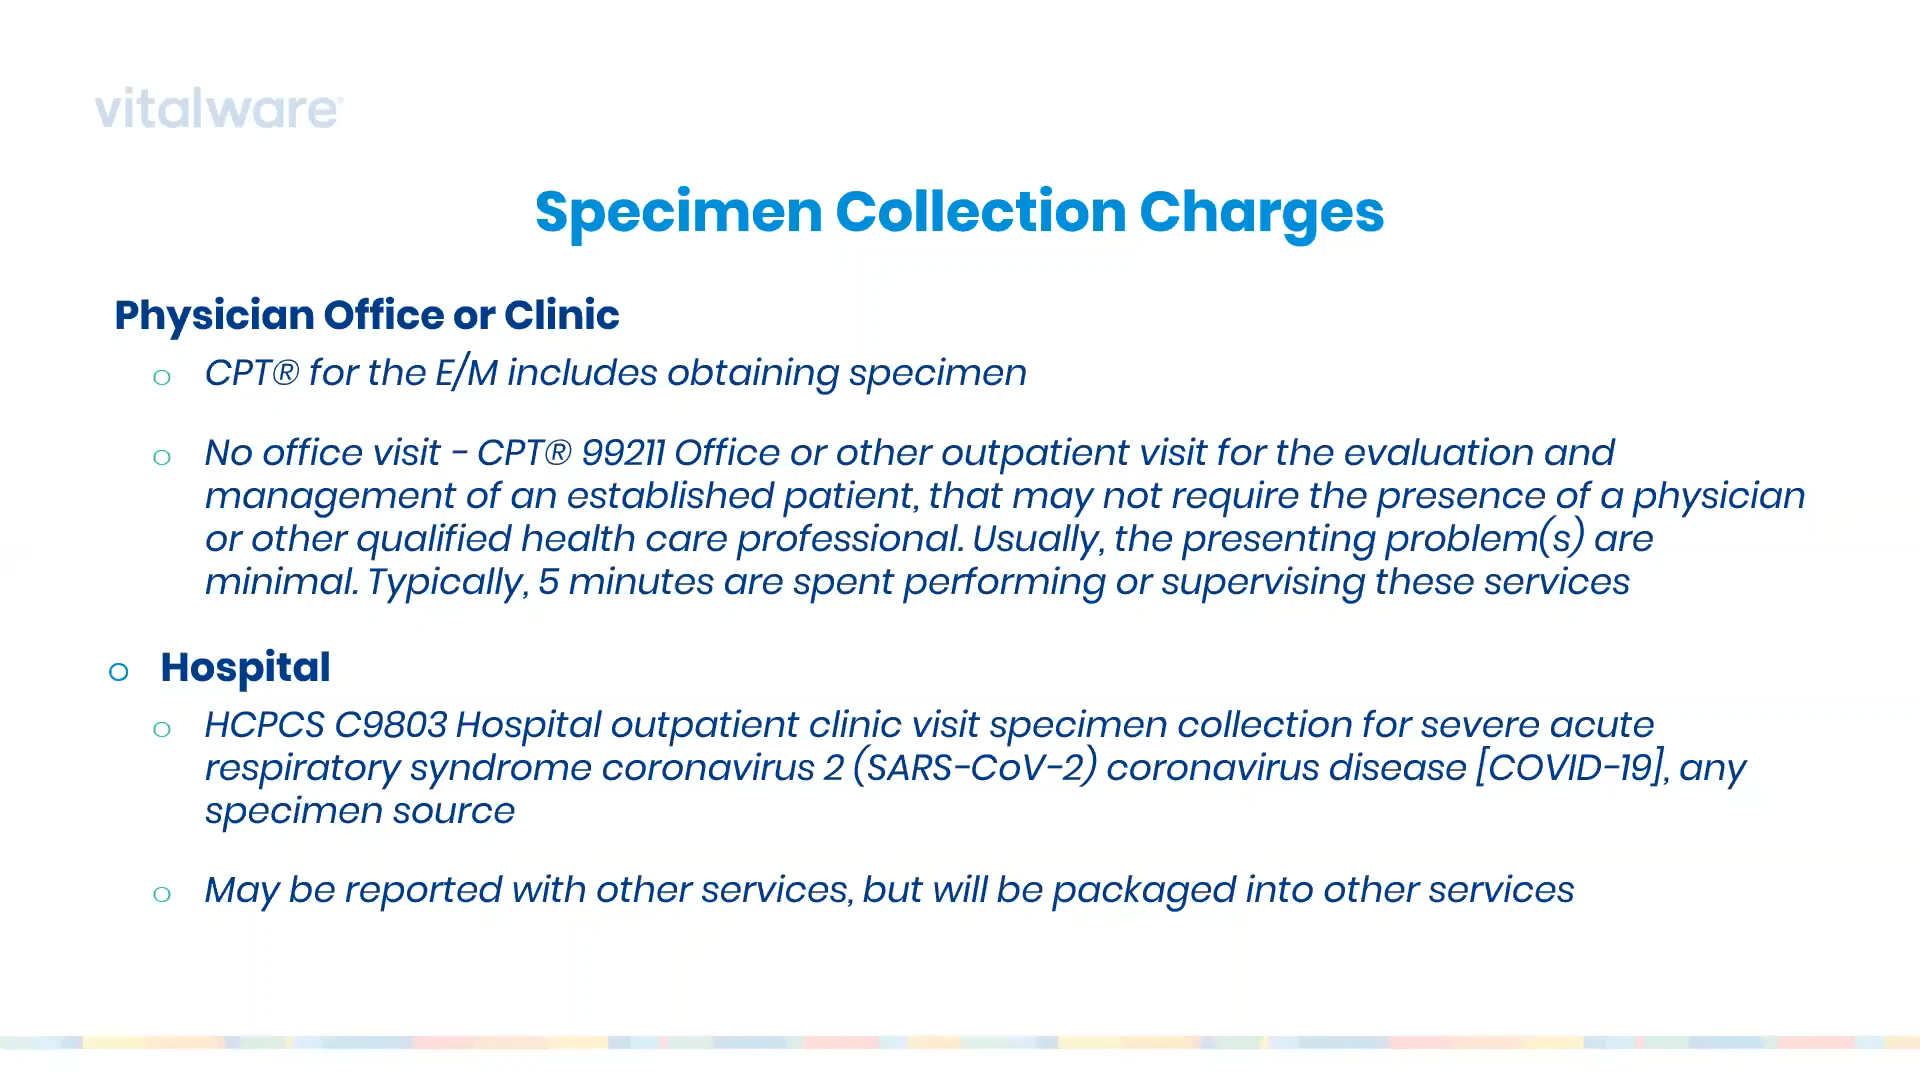 vitalware®
Specimen Collection Charges
Physician Office or Clinic
o CPT® for the E/M includes obtaining specimen
o No office visit - CPT® 99211 Office or other outpatient visit for the evaluation and
management of an established patient, that may not require the presence of a physician
or other qualified health care professional. Usually, the presenting problem(s) are
minimal. Typically, 5 minutes are spent performing or supervising these services
o Hospital
o HCPCS C9803 Hospital outpatient clinic visit specimen collection for severe acute
respiratory syndrome coronavirus 2 (SARS-CoV-2) coronavirus disease [COVID-19], any
specimen source
o May be reported with other services, but will be packaged into other services